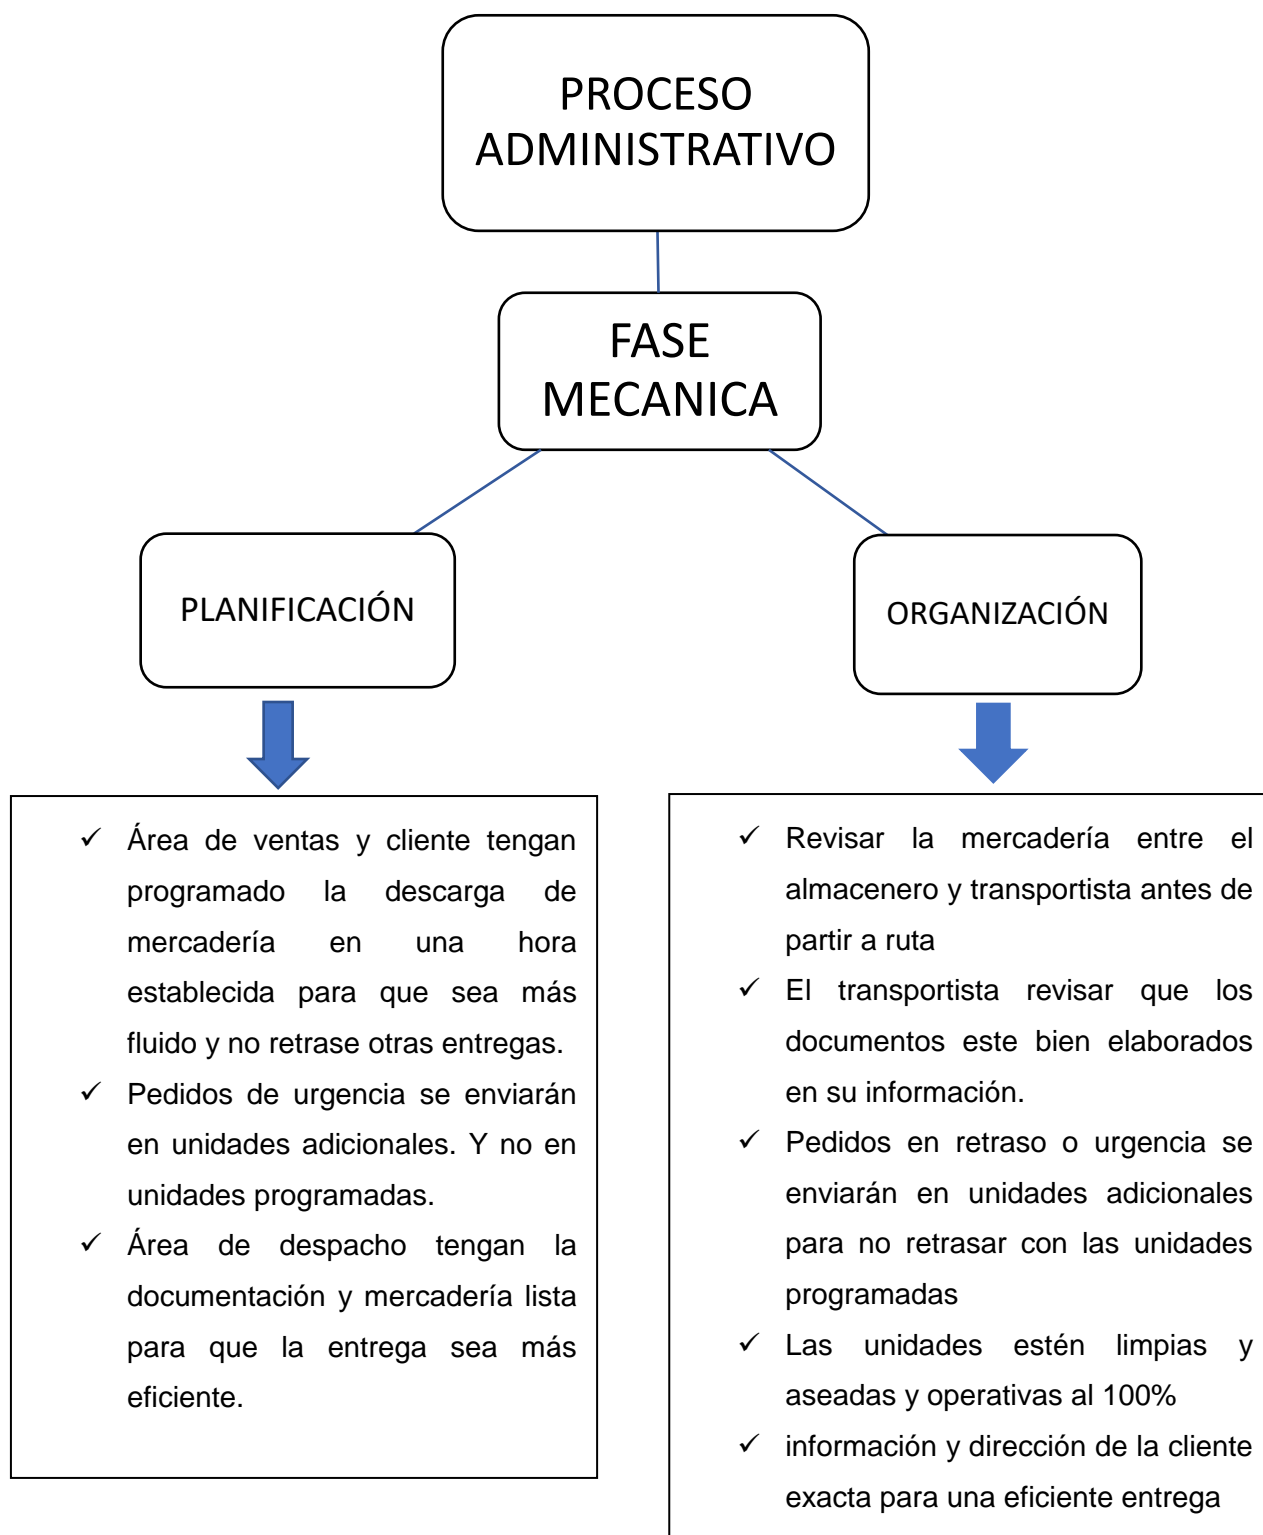 PROCESO
ADMINISTRATIVO
FASE
MECANICA
PLANIFICACIÓN
ORGANIZACIÓN
✓ Área de ventas y cliente tengan
programado la descarga de
mercadería en una hora
establecida para que sea más
fluido y no retrase otras entregas.
✓ Pedidos de urgencia se enviarán
en unidades adicionales. Y no en
unidades programadas.
✓ Área de despacho tengan la
documentación y mercadería lista
para que la entrega sea más
eficiente.
✓ Revisar la mercadería entre el
almacenero y transportista antes de
partir a ruta
✓ El transportista revisar que los
documentos este bien elaborados
en su información.
✓ Pedidos en retraso o urgencia se
enviarán en unidades adicionales
para no retrasar con las unidades
programadas
✓ Las unidades estén limpias y
aseadas y operativas al 100%
✓ información y dirección de la cliente
exacta para una eficiente entrega